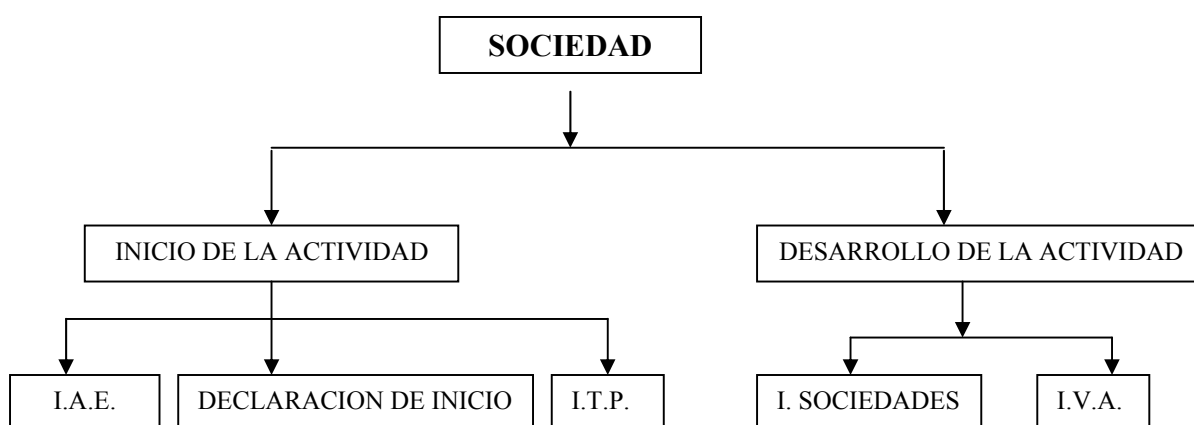 SOCIEDAD
INICIO DE LA ACTIVIDAD
DESARROLLO DE LA ACTIVIDAD
I.A.E.
DECLARACION DE INICIO
I.T.P.
I. SOCIEDADES
I.V.A.